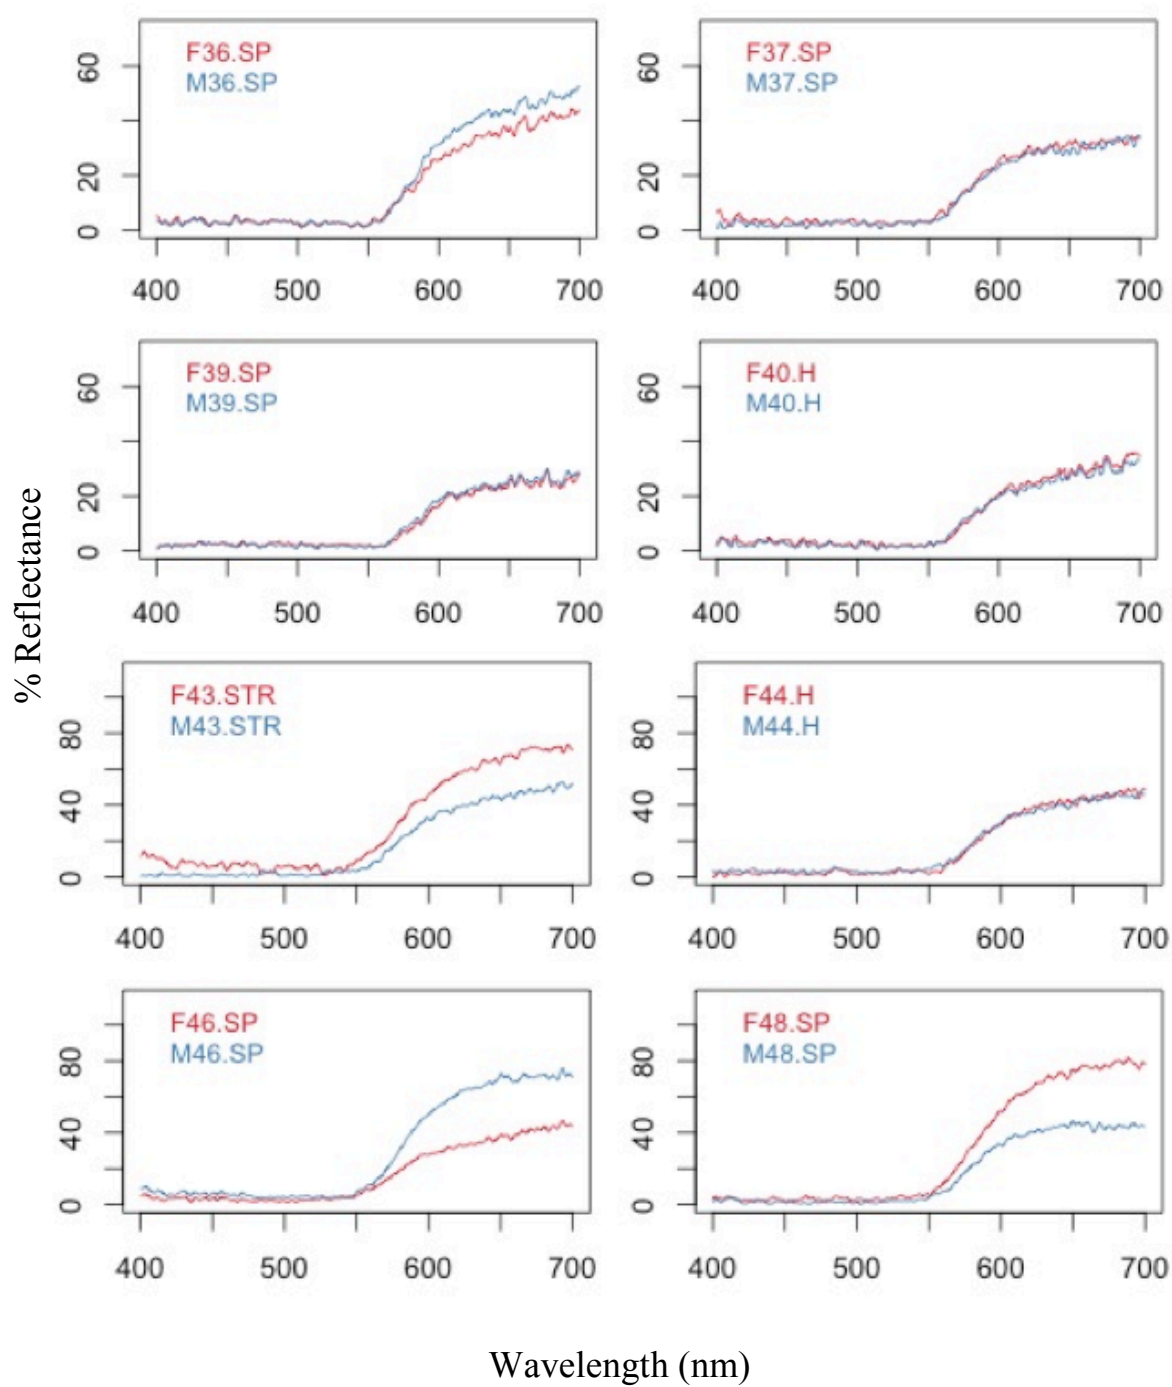 F36.SP
M36.SP
60
20
0
400 500 600 700
F37.SP
M37.SP
60
20
0
400 500 600 700
F39.SP
M39.SP
60
20
0
400 500 600 700
F40.H
M40.H
60
20
0
400 500 600 700
% Reflectance
F43.STR
M43.STR
80
40
0
400 500 600 700
F44.H
M44.H
80
40
0
400 500 600 700
F46.SP
M46.SP
80
40
0
400 500 600 700
F48.SP
M48.SP
80
40
0
400 500 600 700
Wavelength (nm)